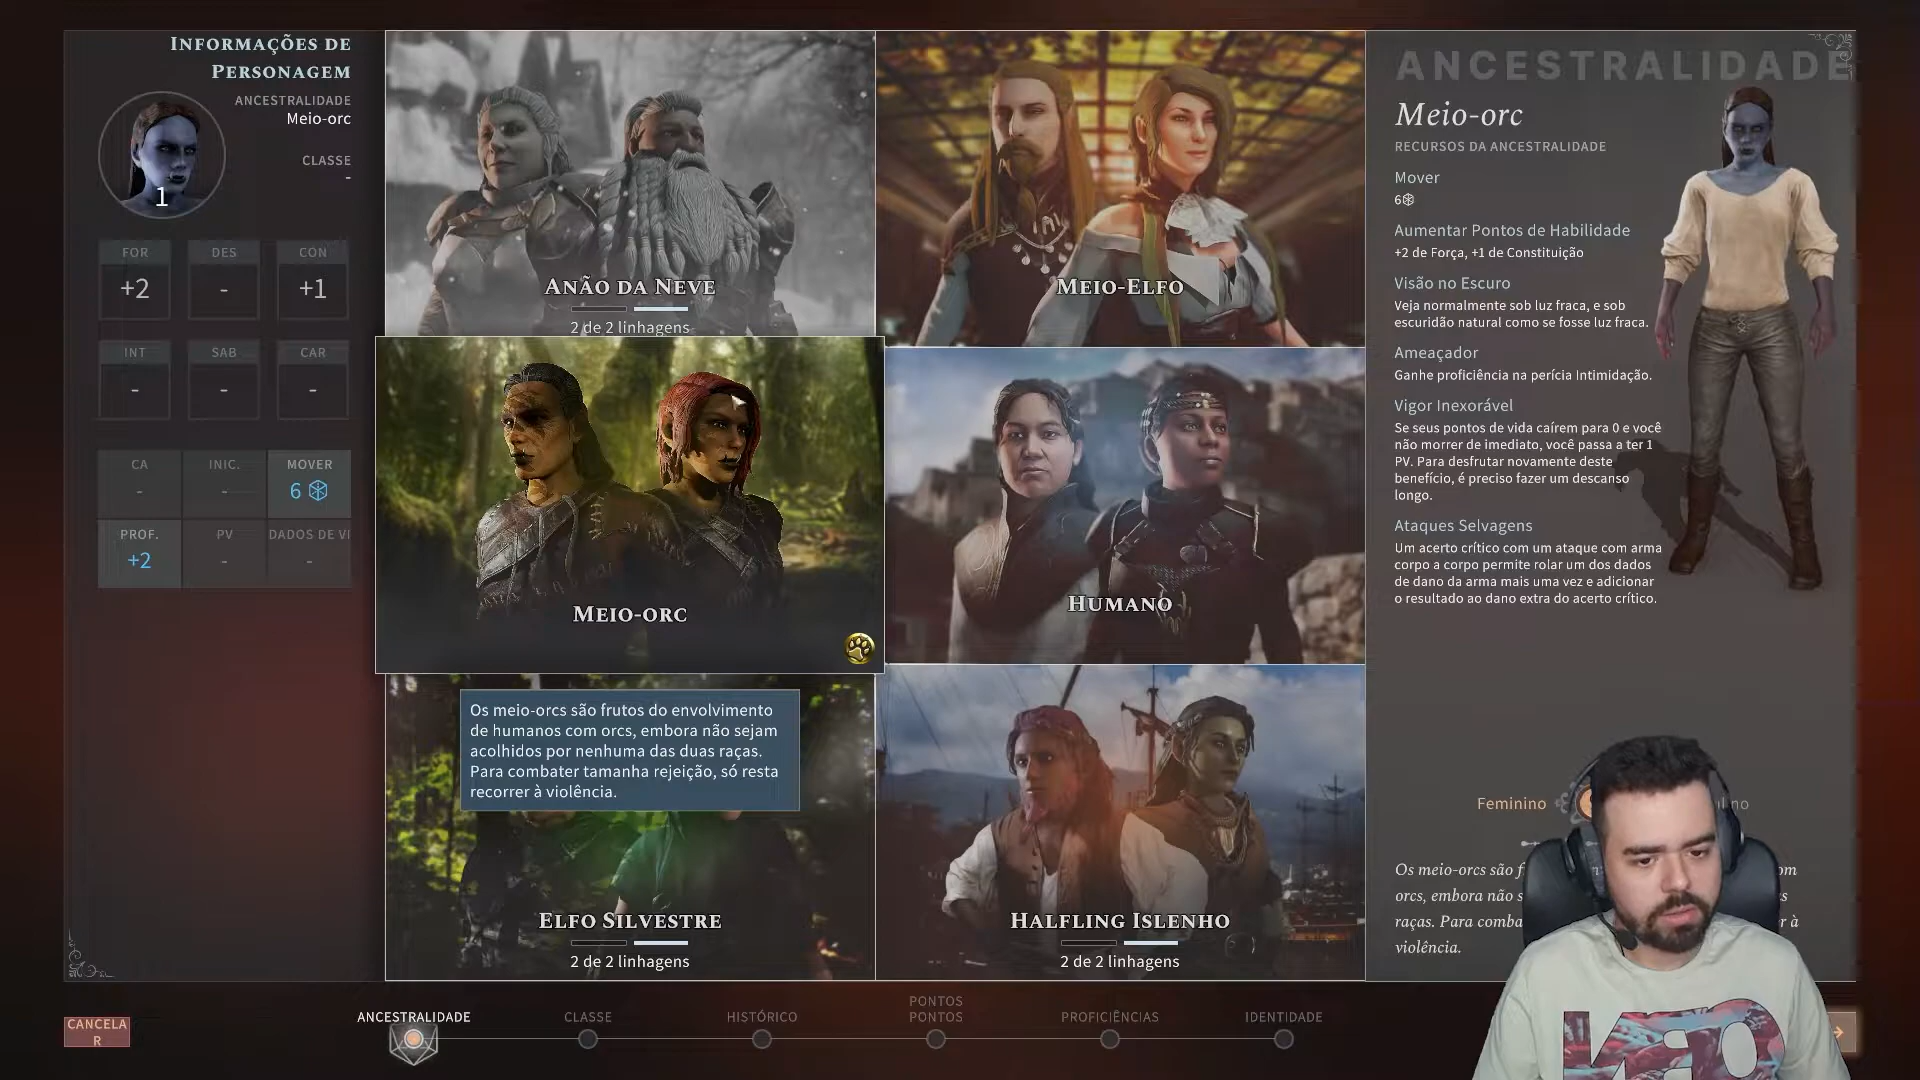 INFORMAÇÕES DE
PERSONAGEM
ANCESTRALIDADE
Meio-orc
CLASSE
-
1
FOR
DES
CON
+2
-
+1
INT
SAB
CAR
-
-
-
CA
INIC.
MOVER
-
-
6
PROF.
PV
DADOS DE VI
+2
-
-
ANÃO DA NEVE
2 de 2 linhagens
MEIO-ELFO
MEIO-ORC
HUMANO
Os meio-orcs são frutos do envolvimento
de humanos com orcs, embora não sejam
acolhidos por nenhuma das duas raças.
Para combater tamanha rejeição, só resta
recorrer à violência.
ELFO SILVESTRE
2 de 2 linhagens
HALFLING ISLENHO
2 de 2 linhagens
ANCESTRALIDADE
Meio-orc
RECURSOS DA ANCESTRALIDADE
Mover
6
Aumentar Pontos de Habilidade
+2 de Força, +1 de Constituição
Visão no Escuro
Veja normalmente sob luz fraca, e sob
escuridão natural como se fosse luz fraca.
Ameaçador
Ganhe proficiência na perícia Intimidação.
Vigor Inexorável
Se seus pontos de vida caírem para 0 e você
não morrer de imediato, você passa a ter 1
PV. Para desfrutar novamente deste
benefício, é preciso fazer um descanso
longo.
Ataques Selvagens
Um acerto crítico com um ataque com arma
corpo a corpo permite rolar um dos dados
de dano da arma mais uma vez e adicionar
o resultado ao dano extra do acerto crítico.
Feminino
Os meio-orcs são
orcs, embora não
raças. Para
violência.
CANCELA
R
ANCESTRALIDADE
CLASSE
HISTÓRICO
PONTOS
PONTOS
PROFICIÊNCIAS
IDENTIDADE